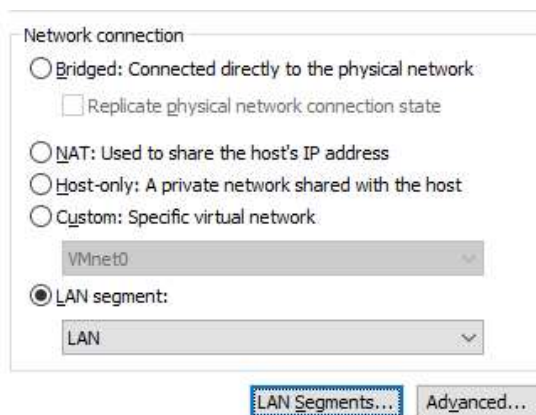 Network connection
Bridged: Connected directly to the physical network
Replicate physical network connection state
NAT: Used to share the host's IP address
Host-only: A private network shared with the host
Custom: Specific virtual network
VMnet0
LAN segment:
LAN
LAN Segments... Advanced...